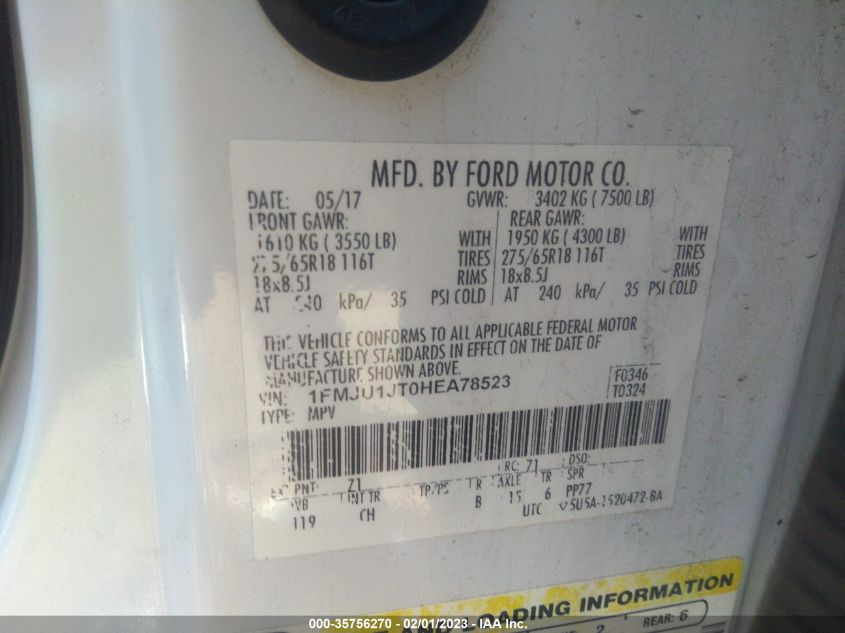 MFD. BY FORD MOTOR CO.
DATE: 05/17 GVWR: 3402 KG ( 7500 LB)
FRONT GAWR: REAR GAWR:
1610 KG ( 3550 LB) WITH 1950 KG ( 4300 LB) WITH
275/65R18 116T TIRES 275/65R18 116T TIRES
18x8.5J RIMS 18x8.5J RIMS
AT 240 kPa/ 35 PSI COLD AT 240 kPa/ 35 PSI COLD
THIS VEHICLE CONFORMS TO ALL APPLICABLE FEDERAL MOTOR
VEHICLE SAFETY STANDARDS IN EFFECT ON THE DATE OF
MANUFACTURE SHOWN ABOVE.
VIN: 1FMJU1JT0HEA78523
TYPE: MPV
F0346
T0324
EXT PNT: Z1 RC: 71 DSO:
WB INT TR TP/PS R AXLE TR SPR
119 CH B 15 6 PP77
UTC
5U5A-1520472-BA
AND LOADING INFORMATION
2 REAR: 6
000-35756270 - 02/01/2023 - IAA Inc.